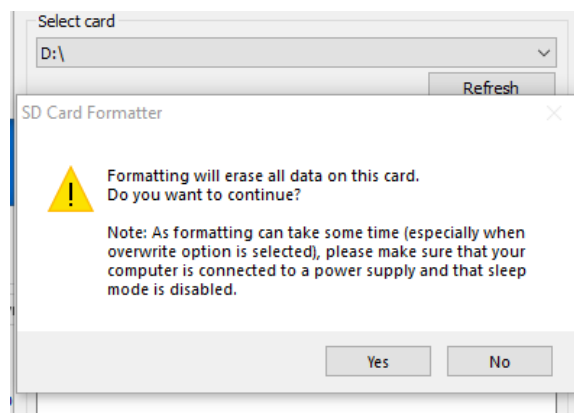 Select card
D:\
Refresh
SD Card Formatter
Formatting will erase all data on this card.
Do you want to continue?
Note: As formatting can take some time (especially when
overwrite option is selected), please make sure that your
computer is connected to a power supply and that sleep
mode is disabled.
Yes
No